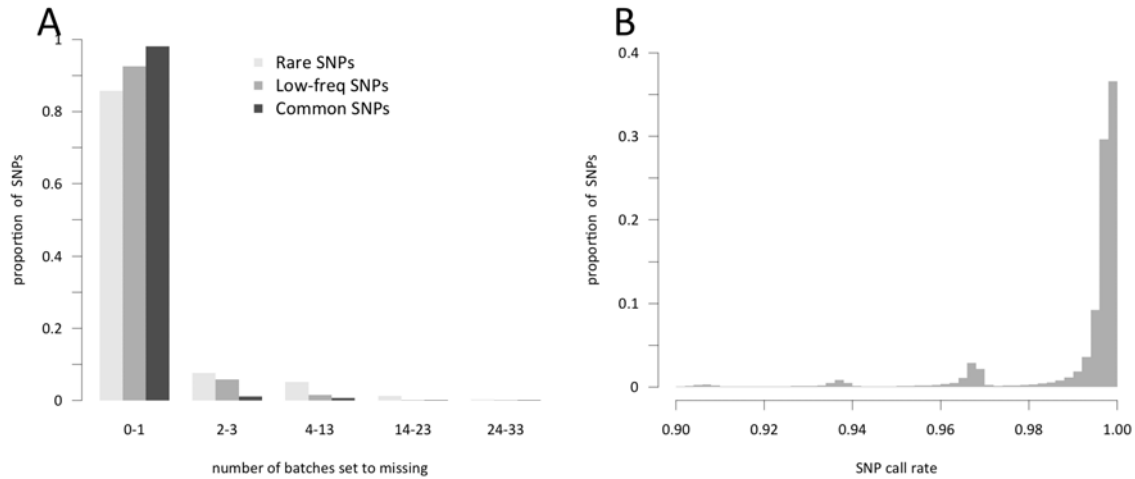 A
1
0.8
0.6
0.4
0.2
0
proportion of SNPs
Rare SNPs
Low-freq SNPs
Common SNPs
0-1 2-3 4-13 14-23 24-33
number of batches set to missing
B
0.4
0.3
0.2
0.1
0
proportion of SNPs
0.90 0.92 0.94 0.96 0.98 1.00
SNP call rate